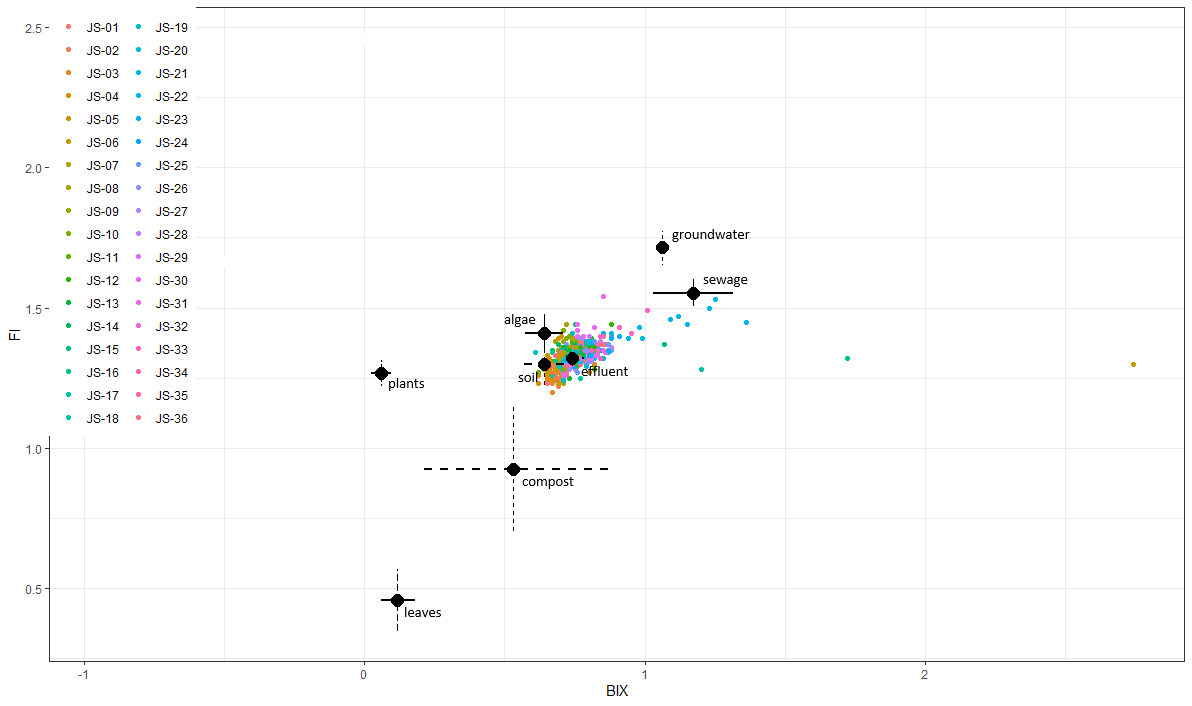 2.5
2.0
1.5
1.0
0.5
FI
JS-01 JS-19
JS-02 JS-20
JS-03 JS-21
JS-04 JS-22
JS-05 JS-23
JS-06 JS-24
JS-07 JS-25
JS-08 JS-26
JS-09 JS-27
JS-10 JS-28
JS-11 JS-29
JS-12 JS-30
JS-13 JS-31
JS-14 JS-32
JS-15 JS-33
JS-16 JS-34
JS-17 JS-35
JS-18 JS-36
groundwater
sewage
algae
soil
effluent
plants
compost
leaves
-1 0 1 2
BIX